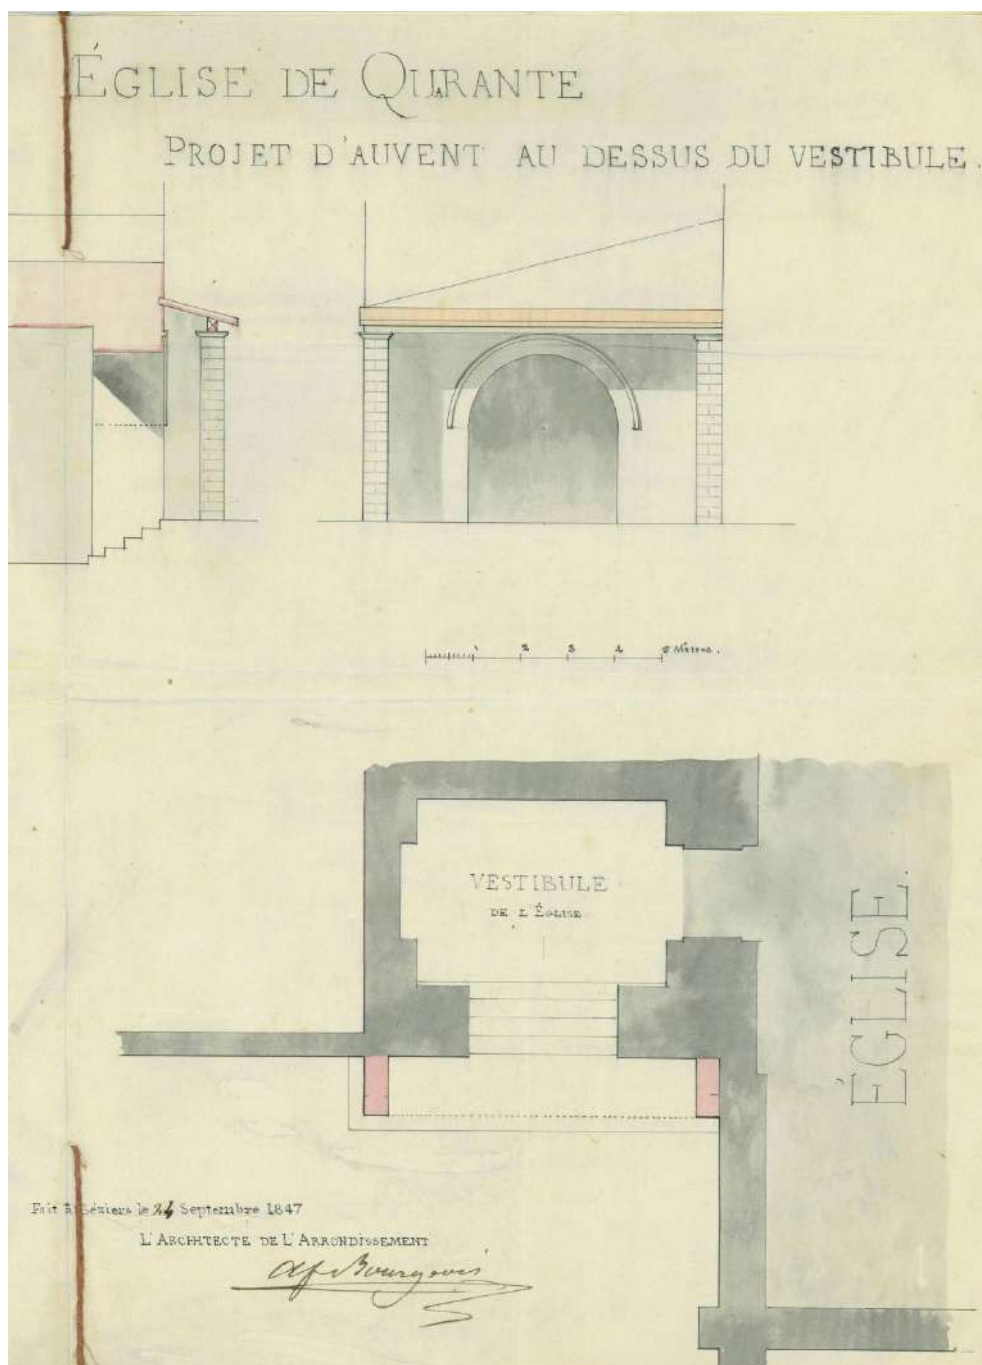 ÉGLISE DE QUARANTE
PROJET D'AUVENT AU DESSUS DU VESTIBULE.
1 2 3 4 5 Mètres.
VESTIBULE
DE L'ÉGLISE
ÉGLISE.
Fait à Béziers le 24 Septembre 1847
L'ARCHITECTE DE L'ARRONDISSEMENT
Bourgeois